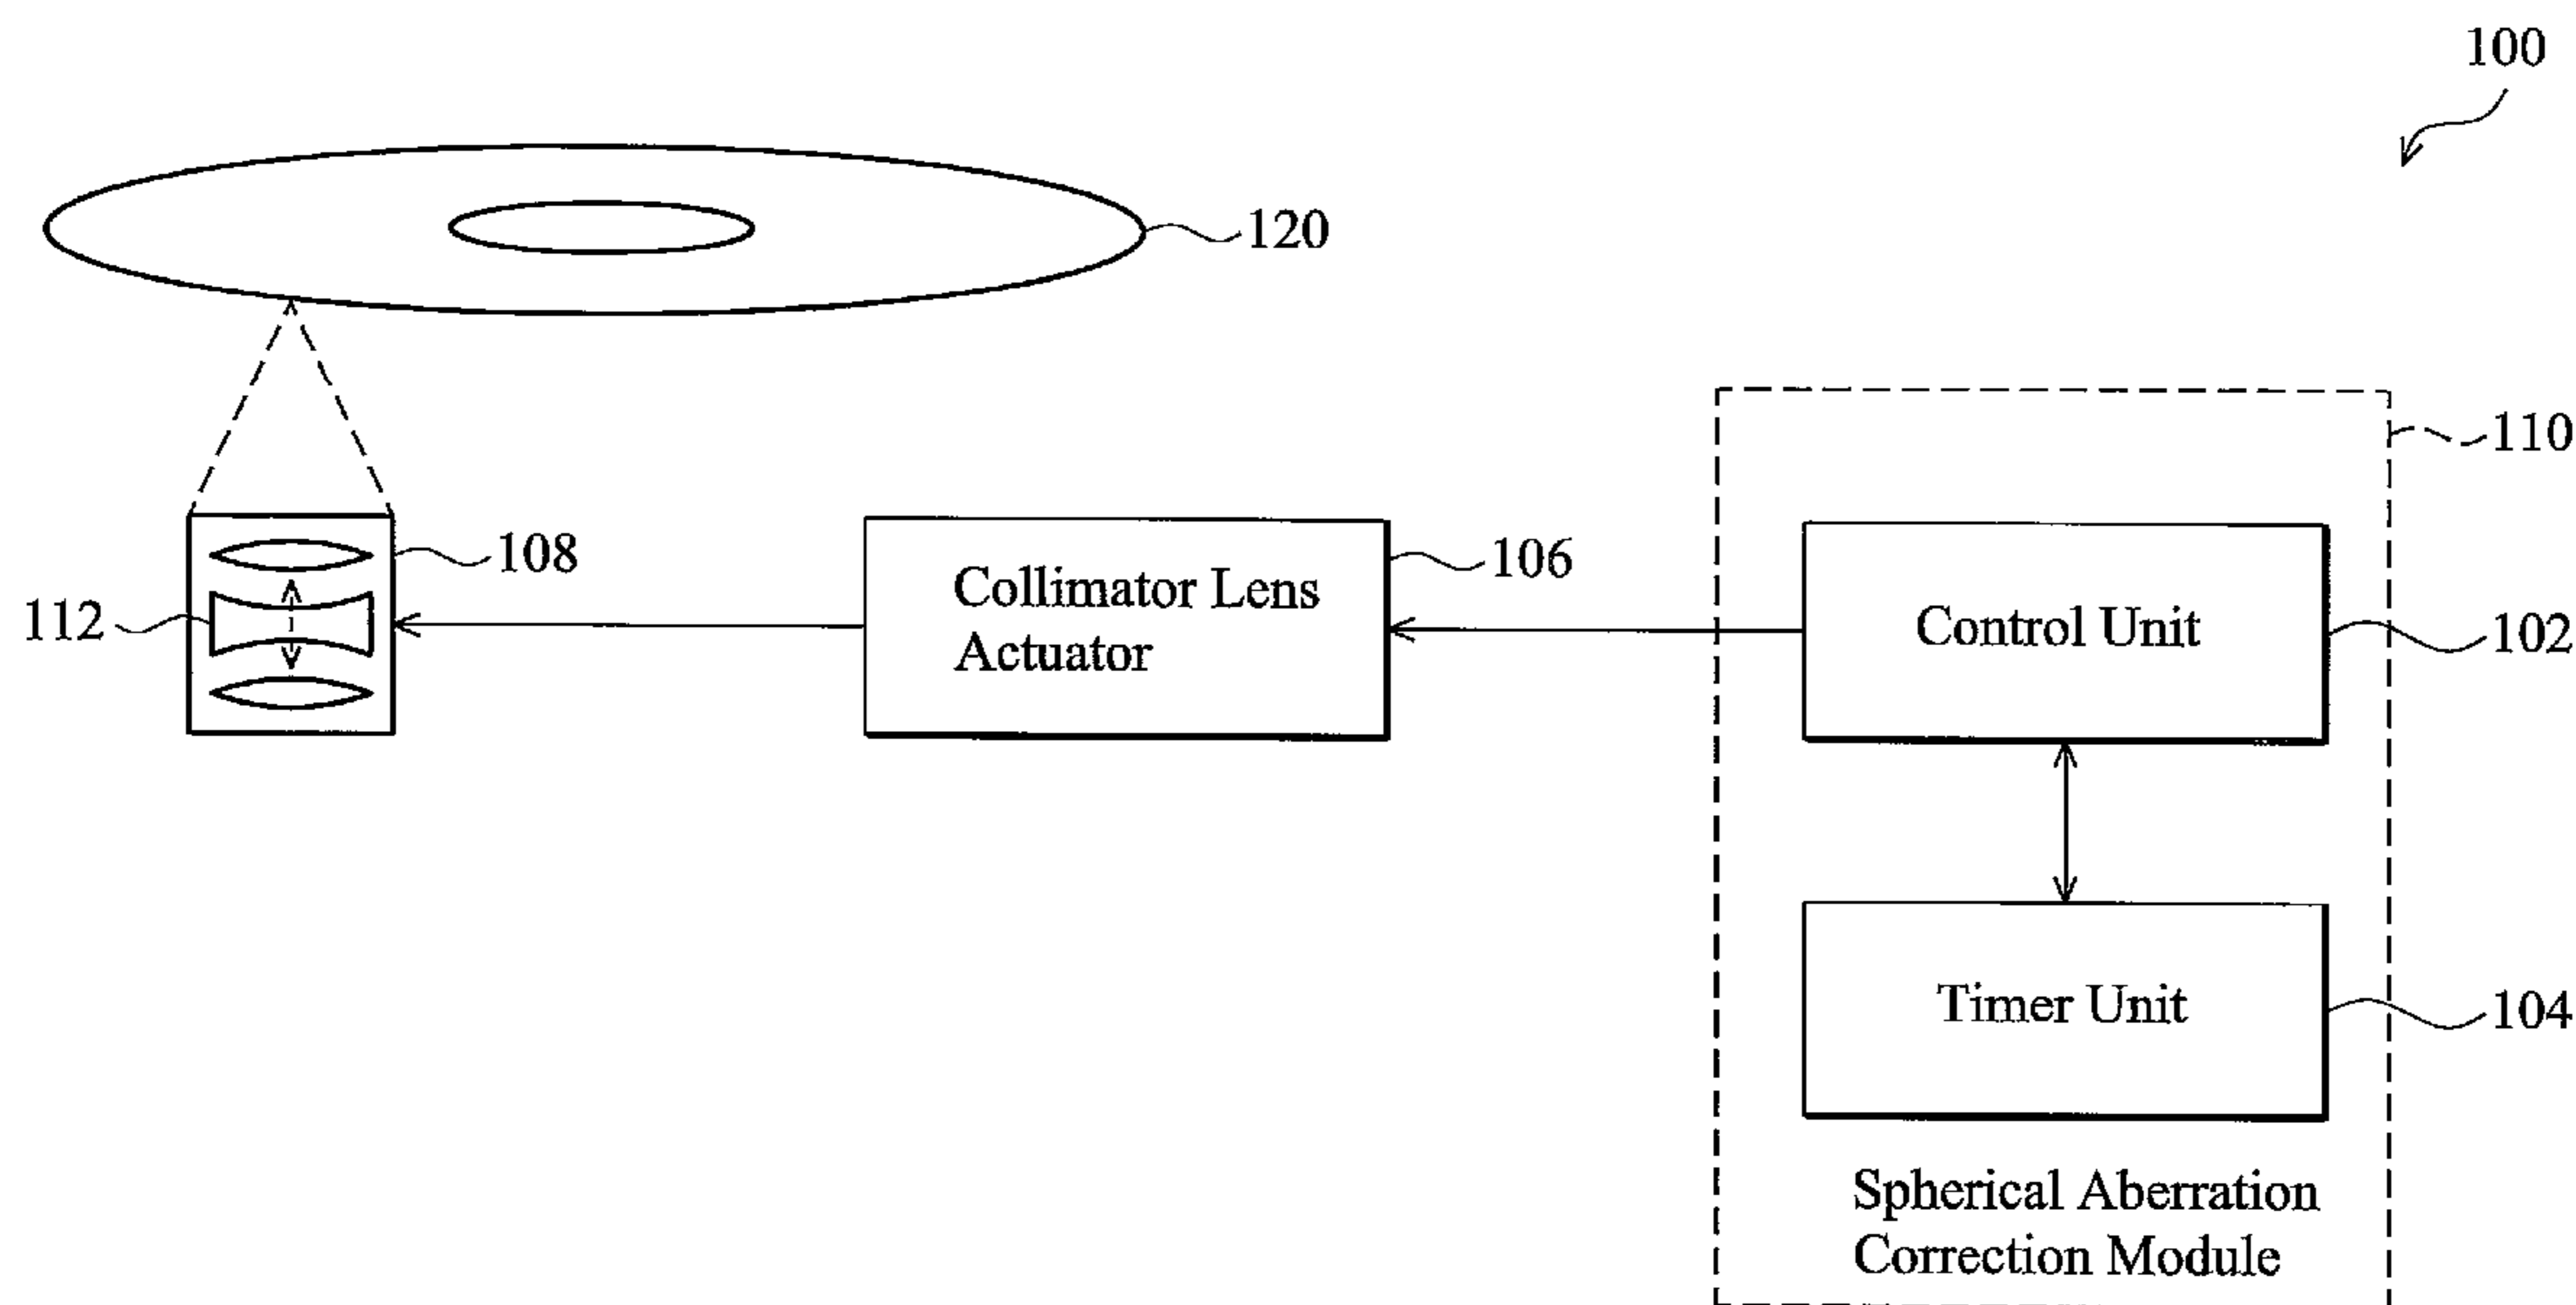 100
120
110
108
106
Collimator Lens
Actuator
112
Control Unit
102
Timer Unit
104
Spherical Aberration
Correction Module